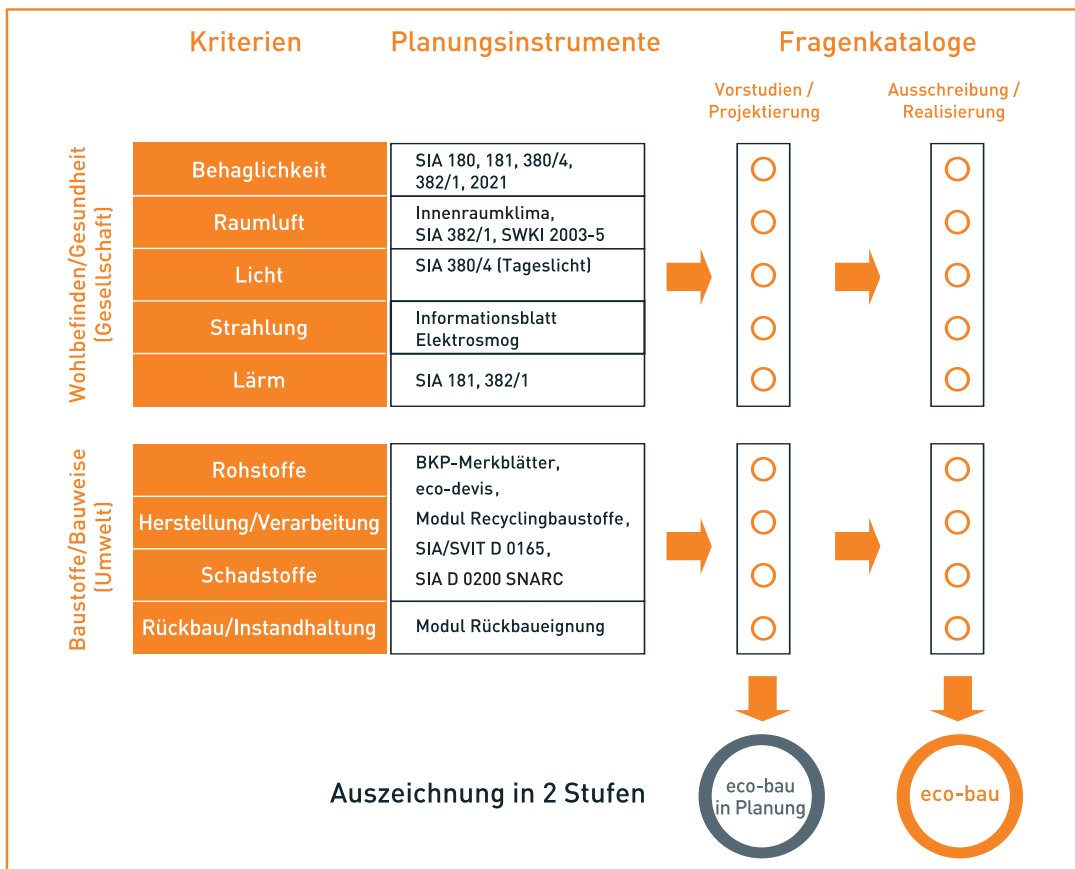 Kriterien
Planungsinstrumente
Fragenkataloge
Vorstudien /
Projektierung
Ausschreibung /
Realisierung
Wohlbefinden/Gesundheit
(Gesellschaft)
Behaglichkeit
SIA 180, 181, 380/4,
382/1, 2021
Raumluft
Innenraumklima,
SIA 382/1, SWKI 2003-5
Licht
SIA 380/4 (Tageslicht)
Strahlung
Informationsblatt
Elektrosmog
Lärm
SIA 181, 382/1
Baustoffe/Bauweise
(Umwelt)
Rohstoffe
BKP-Merkblätter,
eco-devis,
Herstellung/Verarbeitung
Modul Recyclingbaustoffe,
SIA/SVIT D 0165,
Schadstoffe
SIA D 0200 SNARC
Rückbau/Instandhaltung
Modul Rückbaueignung
Auszeichnung in 2 Stufen
eco-bau
in Planung
eco-bau